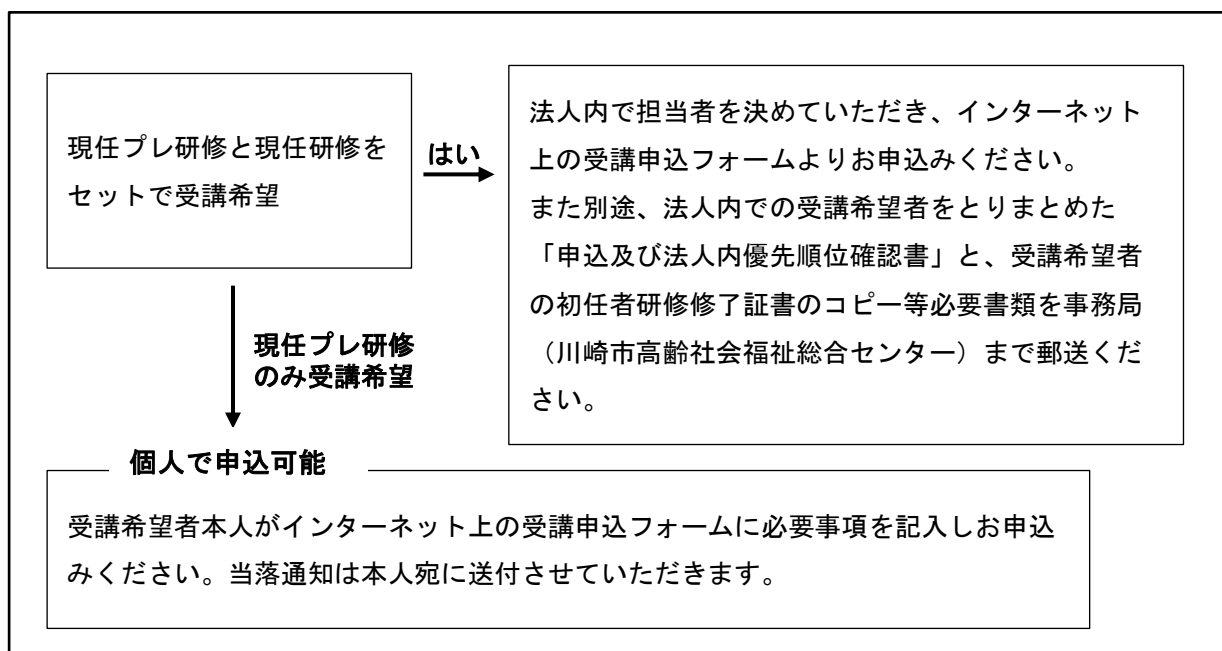 現任プレ研修と現任研修を
セットで受講希望
はい
法人内で担当者を決めていただき、インターネット
上の受講申込フォームよりお申込みください。
また別途、法人内での受講希望者をとりまとめた
「申込及び法人内優先順位確認書」と、受講希望者
の初任者研修修了証書のコピー等必要書類を事務局
（川崎市高齢社会福祉総合センター）まで郵送くだ
さい。
現任プレ研修
のみ受講希望
個人で申込可能
受講希望者本人がインターネット上の受講申込フォームに必要事項を記入しお申込
みください。当落通知は本人宛に送付させていただきます。